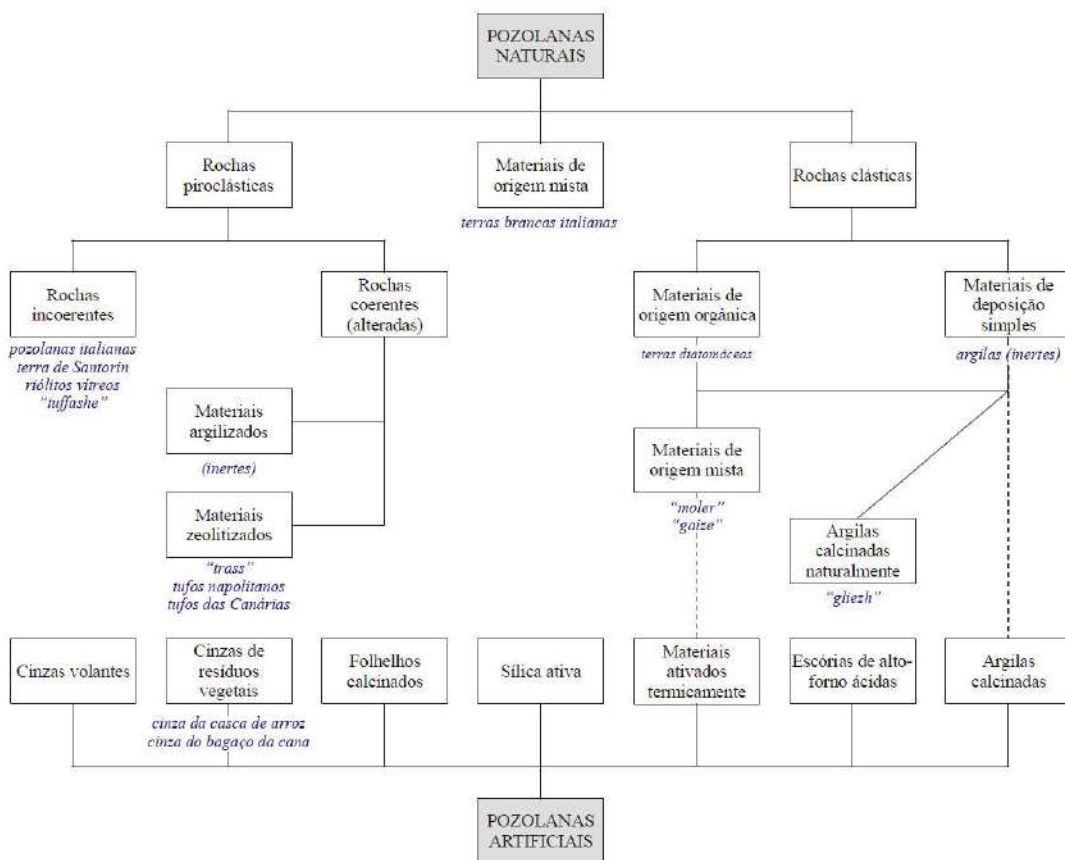 POZOLANAS
NATURAIS
Rochas
piroclásticas
Materiais de
origem mista
terras brancas italianas
Rochas clásticas
Rochas
incoerentes
pozolanas italianas
terra de Santorin
riólitos vítreos
"tuffashe"
Rochas
coerentes
(alteradas)
Materiais de
origem orgânica
terras diatomáceas
Materiais de
deposição
simples
argilas (inertes)
Materiais
argilizados
(inertes)
Materiais de
origem mista
"moler"
"gaize"
Materiais
zeolitizados
"trass"
tufos napolitanos
tufos das Canárias
Argilas
calcinadas
naturalmente
"gliezh"
Cinzas volantes
Cinzas de
resíduos
vegetais
cinza da casca de arroz
cinza do bagaço da cana
Folhelhos
calcinados
Sílica ativa
Materiais
ativados
termicamente
Escórias de alto-
forno ácidas
Argilas
calcinadas
POZOLANAS
ARTIFICIAIS